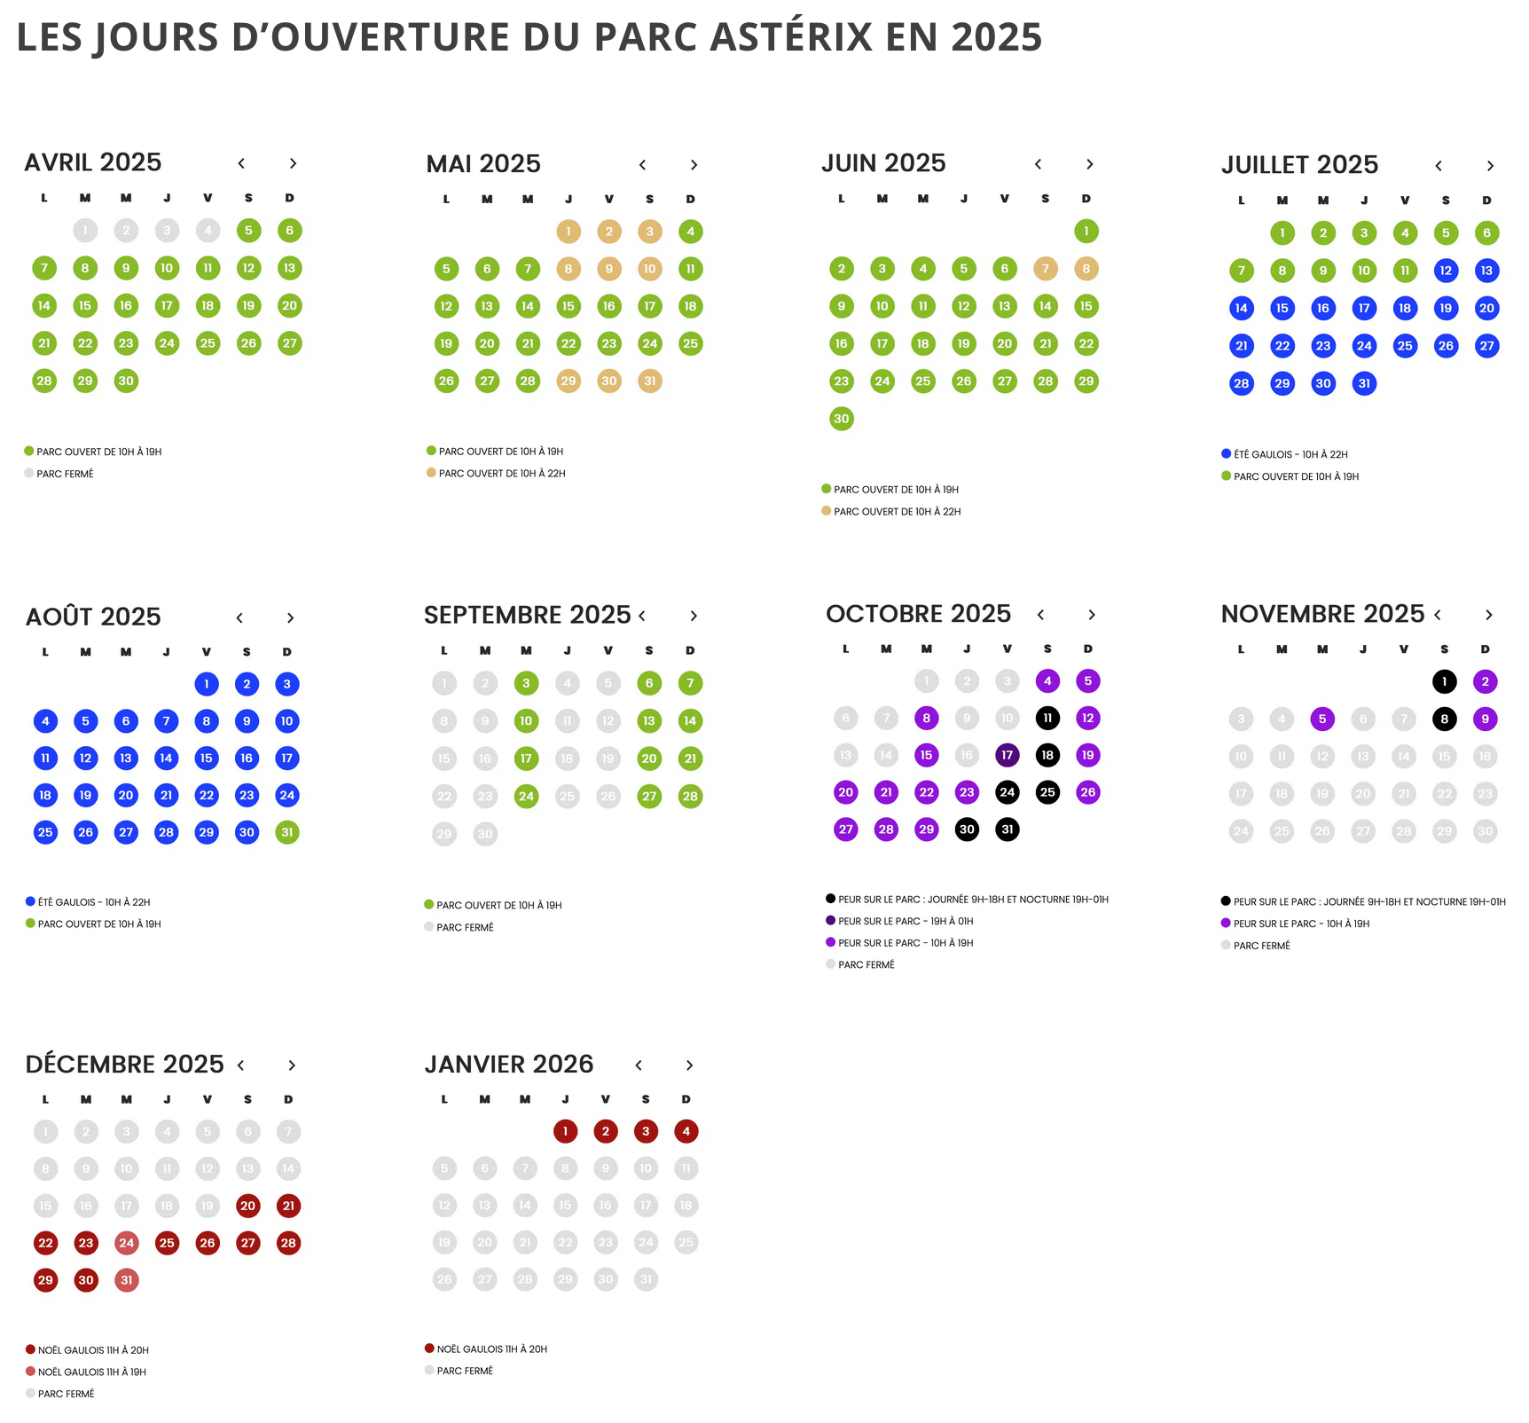 LES JOURS D’OUVERTURE DU PARC ASTÉRIX EN 2025
AVRIL 2025 < >
L M M J V S D
1 2 3 4 5 6
7 8 9 10 11 12 13
14 15 16 17 18 19 20
21 22 23 24 25 26 27
28 29 30
PARC OUVERT DE 10H À 19H
PARC FERMÉ
MAI 2025 < >
L M M J V S D
1 2 3 4
5 6 7 8 9 10 11
12 13 14 15 16 17 18
19 20 21 22 23 24 25
26 27 28 29 30 31
PARC OUVERT DE 10H À 19H
PARC OUVERT DE 10H À 22H
JUIN 2025 < >
L M M J V S D
1
2 3 4 5 6 7 8
9 10 11 12 13 14 15
16 17 18 19 20 21 22
23 24 25 26 27 28 29
30
PARC OUVERT DE 10H À 19H
PARC OUVERT DE 10H À 22H
JUILLET 2025 < >
L M M J V S D
1 2 3 4 5 6
7 8 9 10 11 12 13
14 15 16 17 18 19 20
21 22 23 24 25 26 27
28 29 30 31
ÉTÉ GAULOIS - 10H À 22H
PARC OUVERT DE 10H À 19H
AOÛT 2025 < >
L M M J V S D
1 2 3
4 5 6 7 8 9 10
11 12 13 14 15 16 17
18 19 20 21 22 23 24
25 26 27 28 29 30 31
ÉTÉ GAULOIS - 10H À 22H
PARC OUVERT DE 10H À 19H
SEPTEMBRE 2025 < >
L M M J V S D
1 2 3 4 5 6 7
8 9 10 11 12 13 14
15 16 17 18 19 20 21
22 23 24 25 26 27 28
29 30
PARC OUVERT DE 10H À 19H
PARC FERMÉ
OCTOBRE 2025 < >
L M M J V S D
1 2 3 4 5
6 7 8 9 10 11 12
13 14 15 16 17 18 19
20 21 22 23 24 25 26
27 28 29 30 31
PEUR SUR LE PARC : JOURNÉE 9H-18H ET NOCTURNE 19H-01H
PEUR SUR LE PARC - 19H À 01H
PEUR SUR LE PARC - 10H À 19H
PARC FERMÉ
NOVEMBRE 2025 < >
L M M J V S D
1 2
3 4 5 6 7 8 9
10 11 12 13 14 15 16
17 18 19 20 21 22 23
24 25 26 27 28 29 30
PEUR SUR LE PARC : JOURNÉE 9H-18H ET NOCTURNE 19H-01H
PEUR SUR LE PARC - 10H À 19H
PARC FERMÉ
DÉCEMBRE 2025 < >
L M M J V S D
1 2 3 4 5 6 7
8 9 10 11 12 13 14
15 16 17 18 19 20 21
22 23 24 25 26 27 28
29 30 31
NOËL GAULOIS 11H À 20H
NOËL GAULOIS 11H À 19H
PARC FERMÉ
JANVIER 2026 < >
L M M J V S D
1 2 3 4
5 6 7 8 9 10 11
12 13 14 15 16 17 18
19 20 21 22 23 24 25
26 27 28 29 30 31
NOËL GAULOIS 11H À 20H
PARC FERMÉ